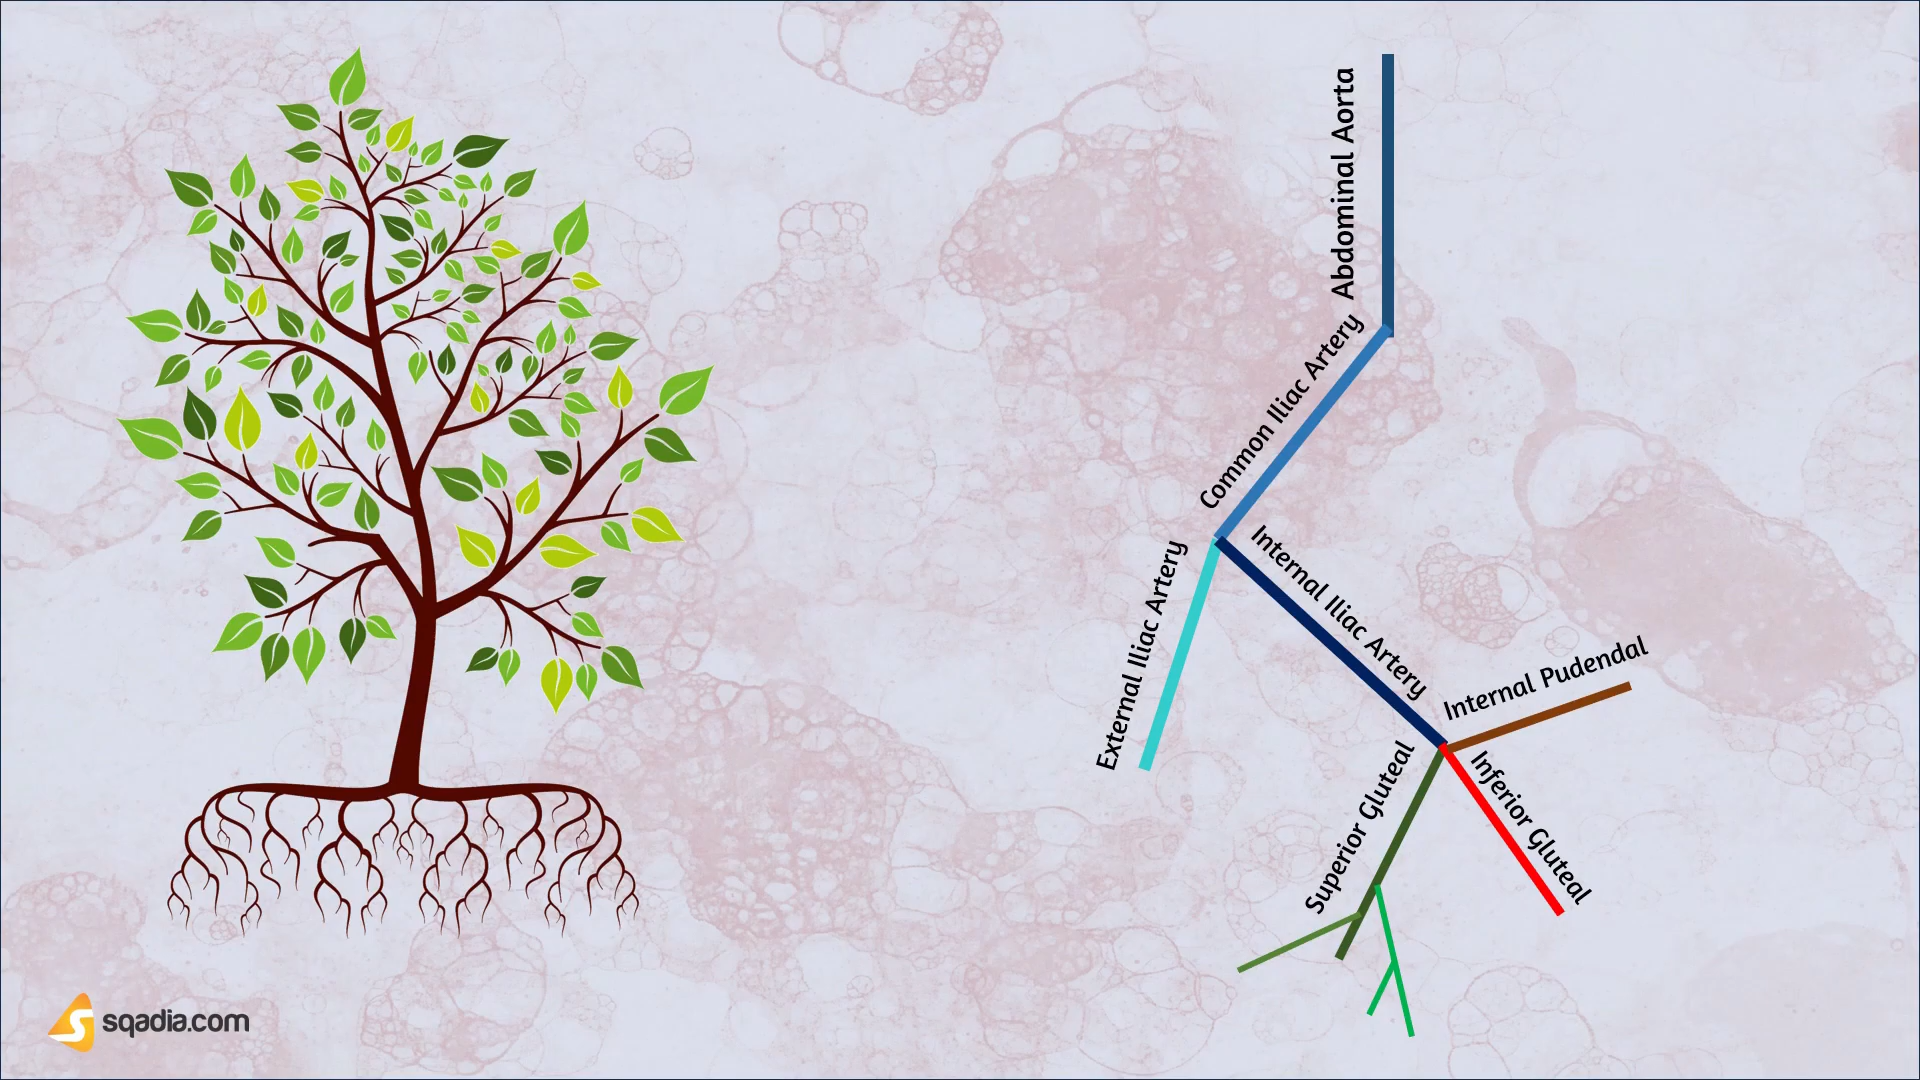 Abdominal Aorta
Common Iliac Artery
External Iliac Artery
Internal Iliac Artery
Internal Pudendal
Superior Gluteal
Inferior Gluteal
sqadia.com